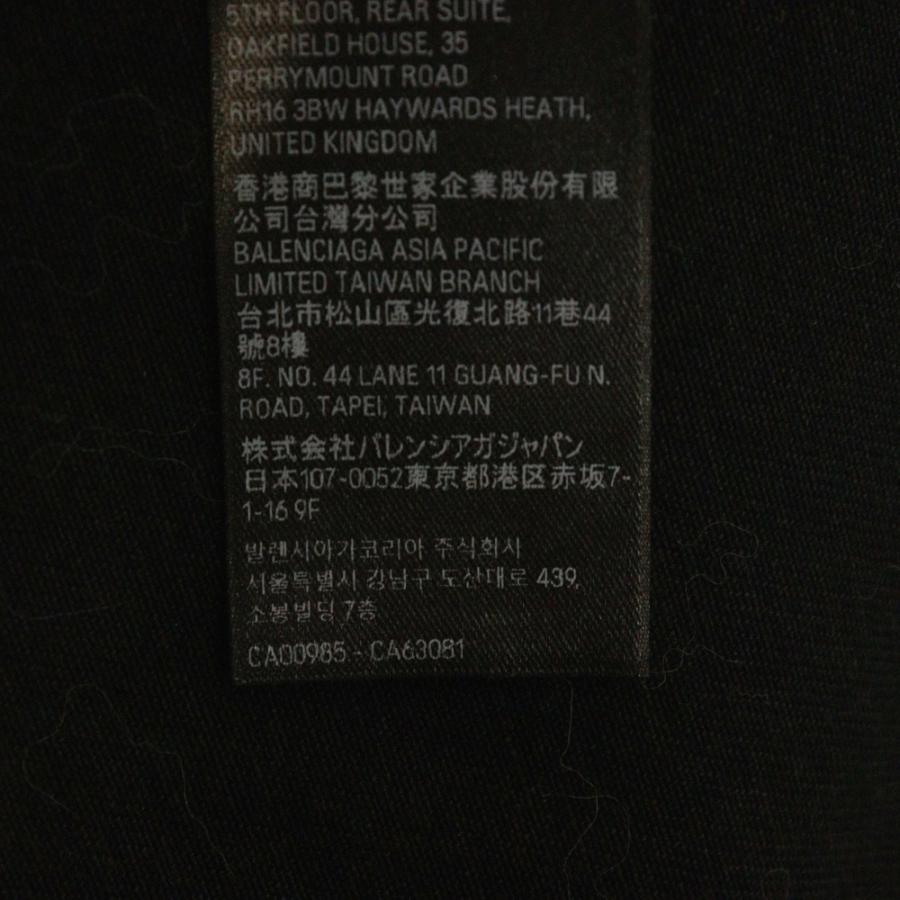 5TH FLOOR, REAR SUITE,
OAKFIELD HOUSE, 35
PERRYMOUNT ROAD
RH16 3BW HAYWARDS HEATH,
UNITED KINGDOM
香港商巴黎世家企業股份有限
公司台灣分公司
BALENCIAGA ASIA PACIFIC
LIMITED TAIWAN BRANCH
台北市松山區光復北路11巷44
號8樓
8F. NO. 44 LANE 11 GUANG-FU N.
ROAD, TAPEI, TAIWAN
株式会社バレンシアガジャパン
日本107-0052東京都港区赤坂7-
1-16 9F
발렌시아가코리아 주식회사
서울특별시 강남구 도산대로 439,
소봉빌딩 7층
CA00985 - CA63081